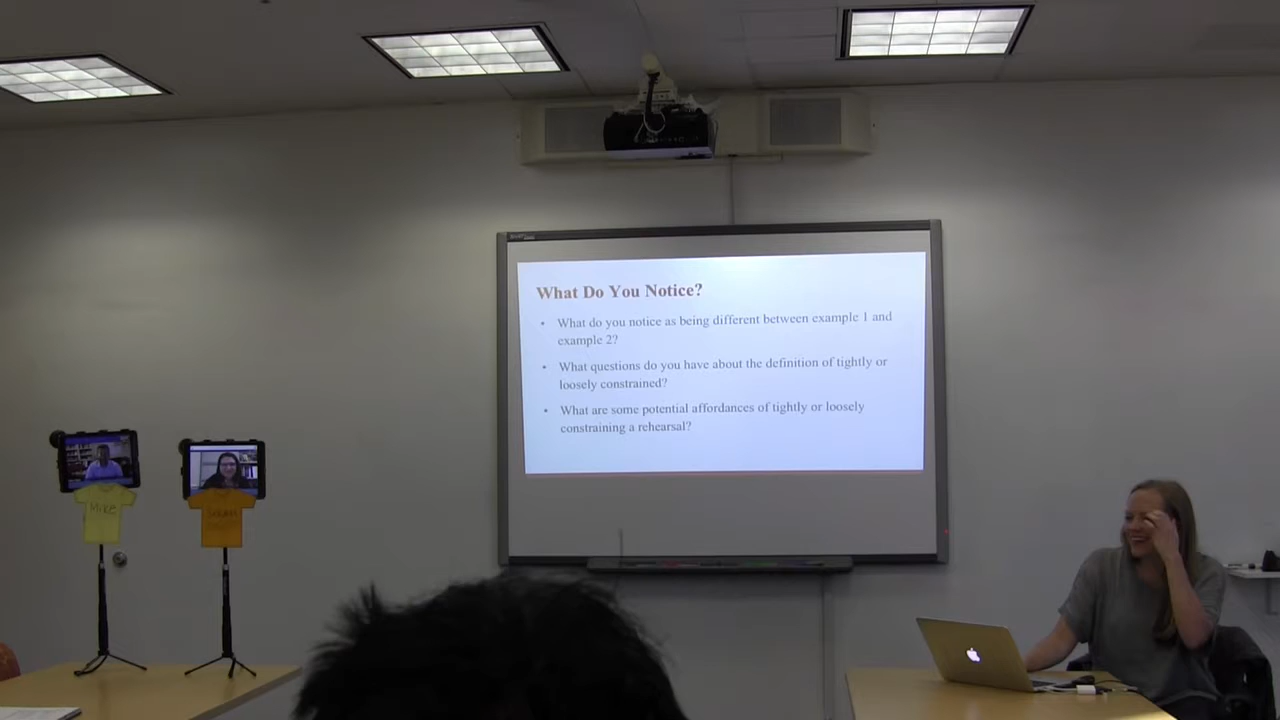 What Do You Notice?
• What do you notice as being different between example 1 and
example 2?
• What questions do you have about the definition of tightly or
loosely constrained?
• What are some potential affordances of tightly or loosely
constraining a rehearsal?
Mike